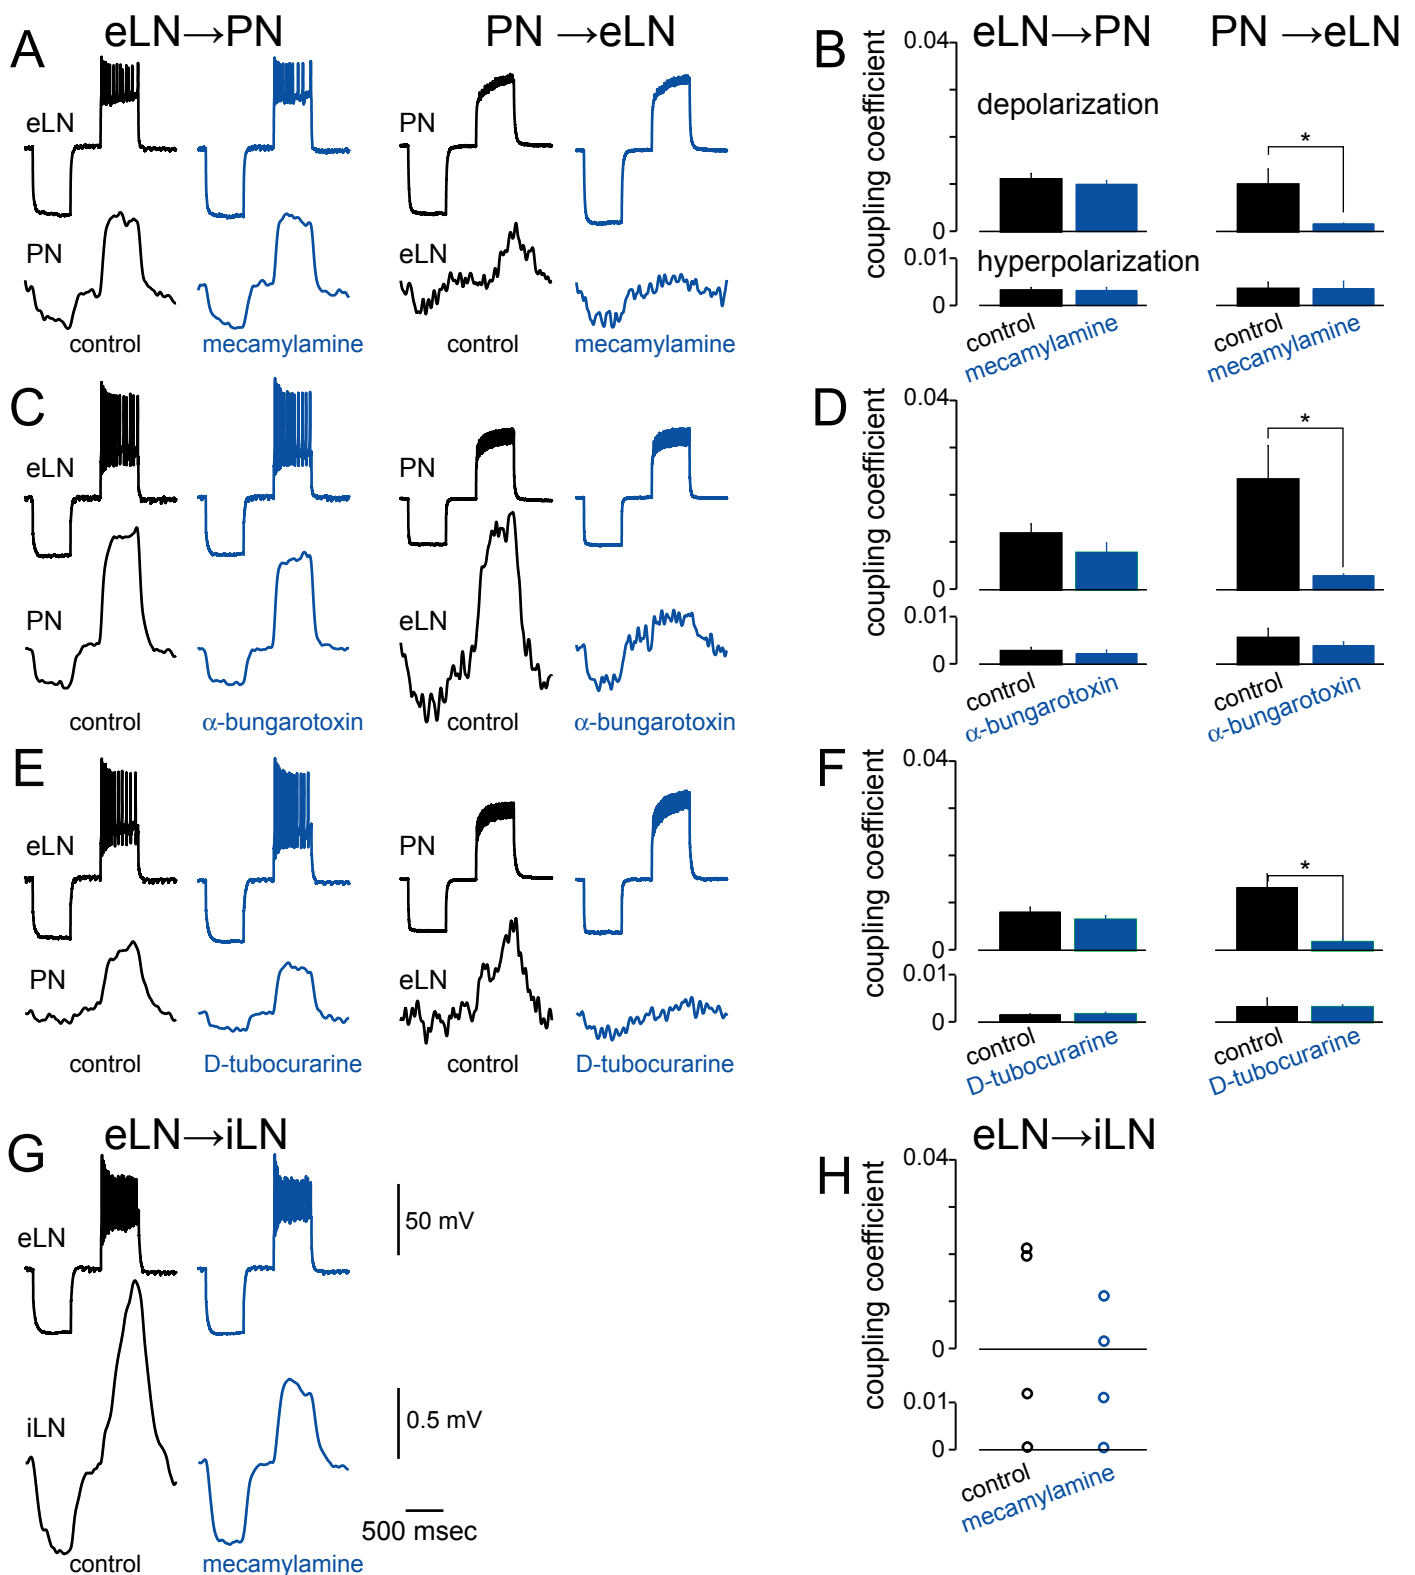 A
eLN→PN
PN →eLN
eLN
PN
PN
eLN
control
mecamylamine
control
mecamylamine
B
eLN→PN
PN →eLN
coupling coefficient
0.04
depolarization
*
0
0.01
hyperpolarization
0
control
mecamylamine
control
mecamylamine
C
eLN
PN
PN
eLN
control
α-bungarotoxin
control
α-bungarotoxin
D
coupling coefficient
0.04
*
0
0.01
0
control
α-bungarotoxin
control
α-bungarotoxin
E
eLN
PN
PN
eLN
control
D-tubocurarine
control
D-tubocurarine
F
coupling coefficient
0.04
*
0
0.01
0
control
D-tubocurarine
control
D-tubocurarine
G
eLN→iLN
eLN
50 mV
iLN
0.5 mV
500 msec
control
mecamylamine
H
eLN→iLN
coupling coefficient
0.04
0
0.01
0
control
mecamylamine